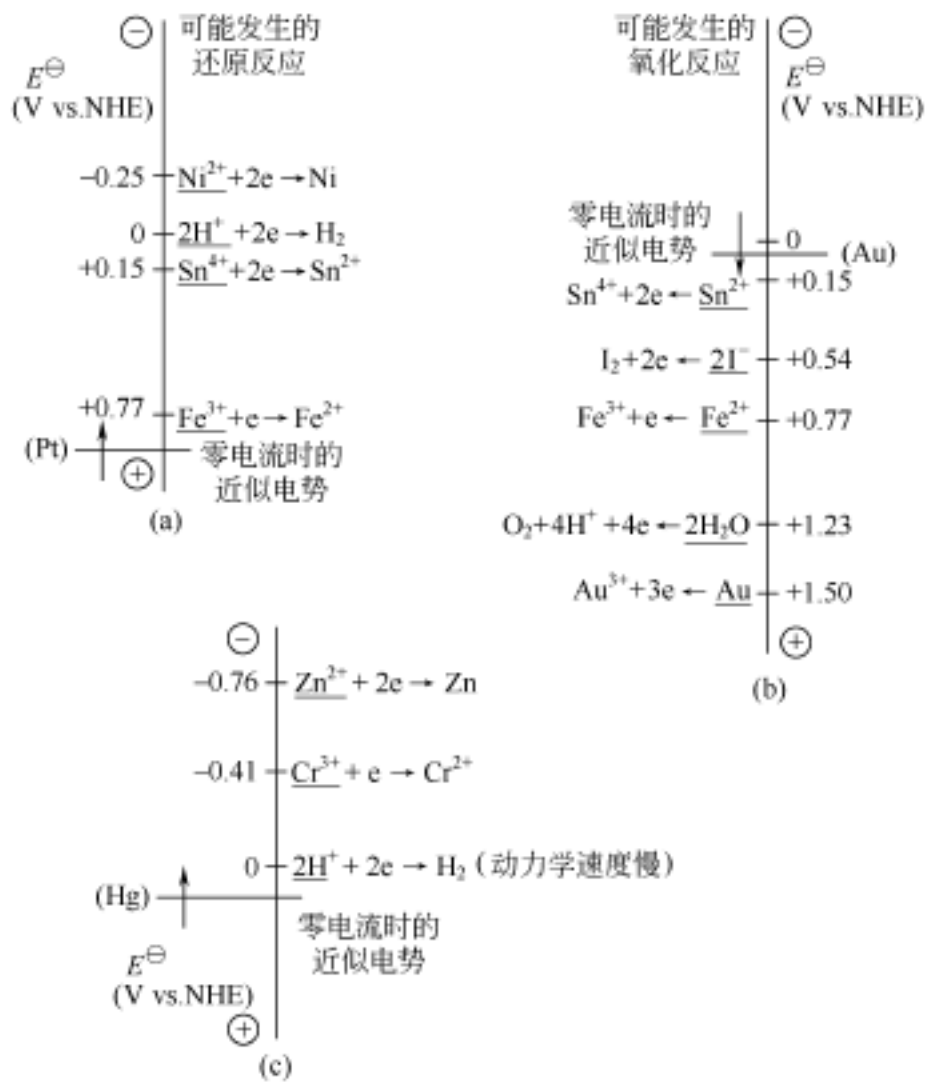 ⊖ 可能发生的
还原反应
E⊖
(V vs.NHE)
−0.25 Ni²⁺+2e→Ni
0 2H⁺+2e→H₂
+0.15 Sn⁴⁺+2e→Sn²⁺
+0.77 Fe³⁺+e→Fe²⁺
(Pt) 零电流时的
⊕ 近似电势
(a)
可能发生的 ⊖
氧化反应
E⊖
(V vs.NHE)
零电流时的
近似电势
0
(Au)
Sn⁴⁺+2e←Sn²⁺ +0.15
I₂+2e←2I⁻ +0.54
Fe³⁺+e←Fe²⁺ +0.77
O₂+4H⁺+4e←2H₂O +1.23
Au³⁺+3e←Au +1.50
⊕
(b)
⊖
−0.76 Zn²⁺+2e→Zn
−0.41 Cr³⁺+e→Cr²⁺
0 2H⁺+2e→H₂(动力学速度慢)
(Hg)
零电流时的
近似电势
E⊖
(V vs.NHE)
⊕
(c)